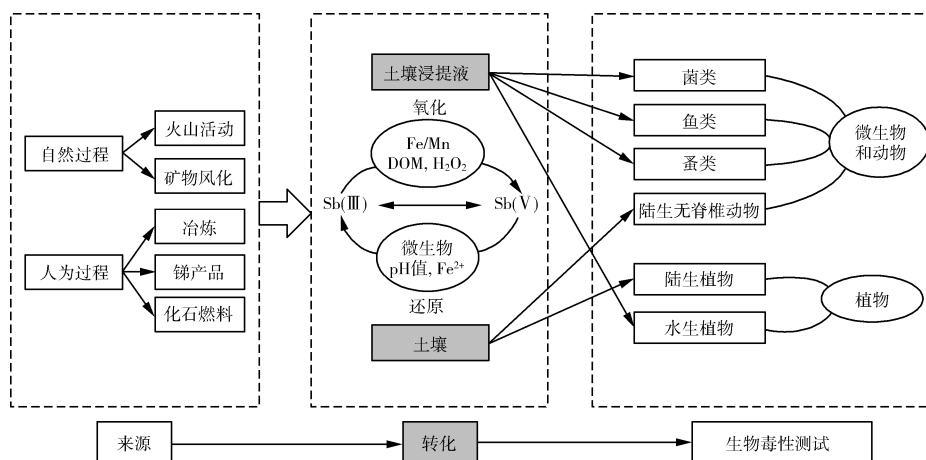 自然过程
火山活动
矿物风化
人为过程
冶炼
锑产品
化石燃料
土壤浸提液
氧化
Fe/Mn
DOM, H₂O₂
Sb(Ⅲ)
Sb(Ⅴ)
微生物
pH值, Fe²⁺
还原
土壤
菌类
鱼类
蚤类
陆生无脊椎动物
微生物
和动物
陆生植物
水生植物
植物
来源
转化
生物毒性测试